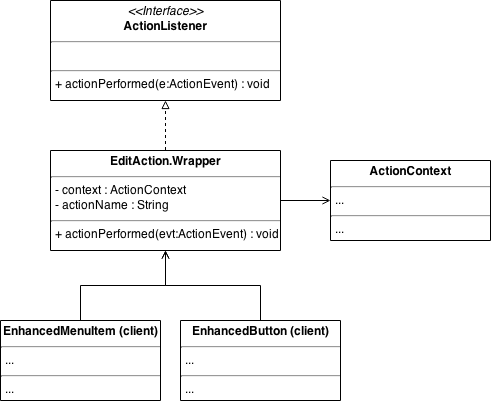 <<Interface>>
ActionListener
+ actionPerformed(e:ActionEvent) : void
EditAction.Wrapper
- context : ActionContext
- actionName : String
+ actionPerformed(evt:ActionEvent) : void
ActionContext
...
...
EnhancedMenuItem (client)
...
...
EnhancedButton (client)
...
...